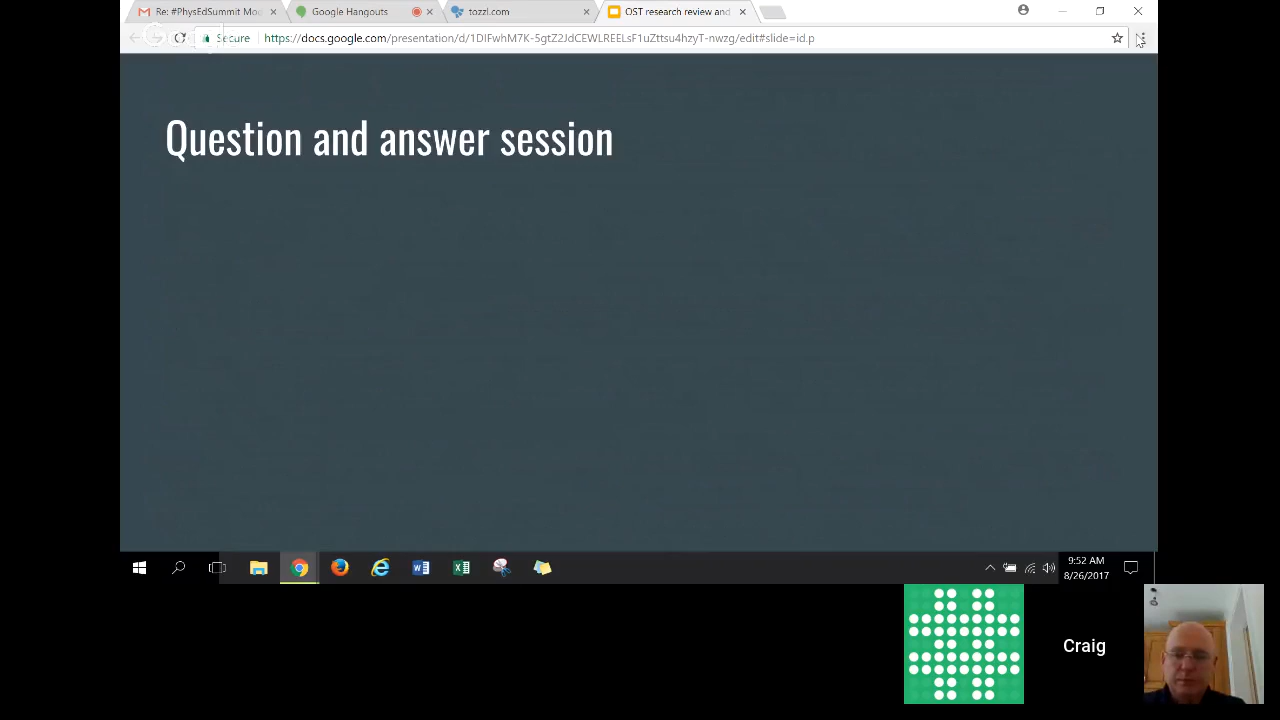 Re: #PhysEdSummit Mod
Google Hangouts
tozzl.com
OST research review and
Secure
https://docs.google.com/presentation/d/1DIFwhM7K-5gtZ2JdCEWLREELsF1uZttsu4hzyT-nwzg/edit#slide=id.p
Question and answer session
9:52 AM
8/26/2017
Craig